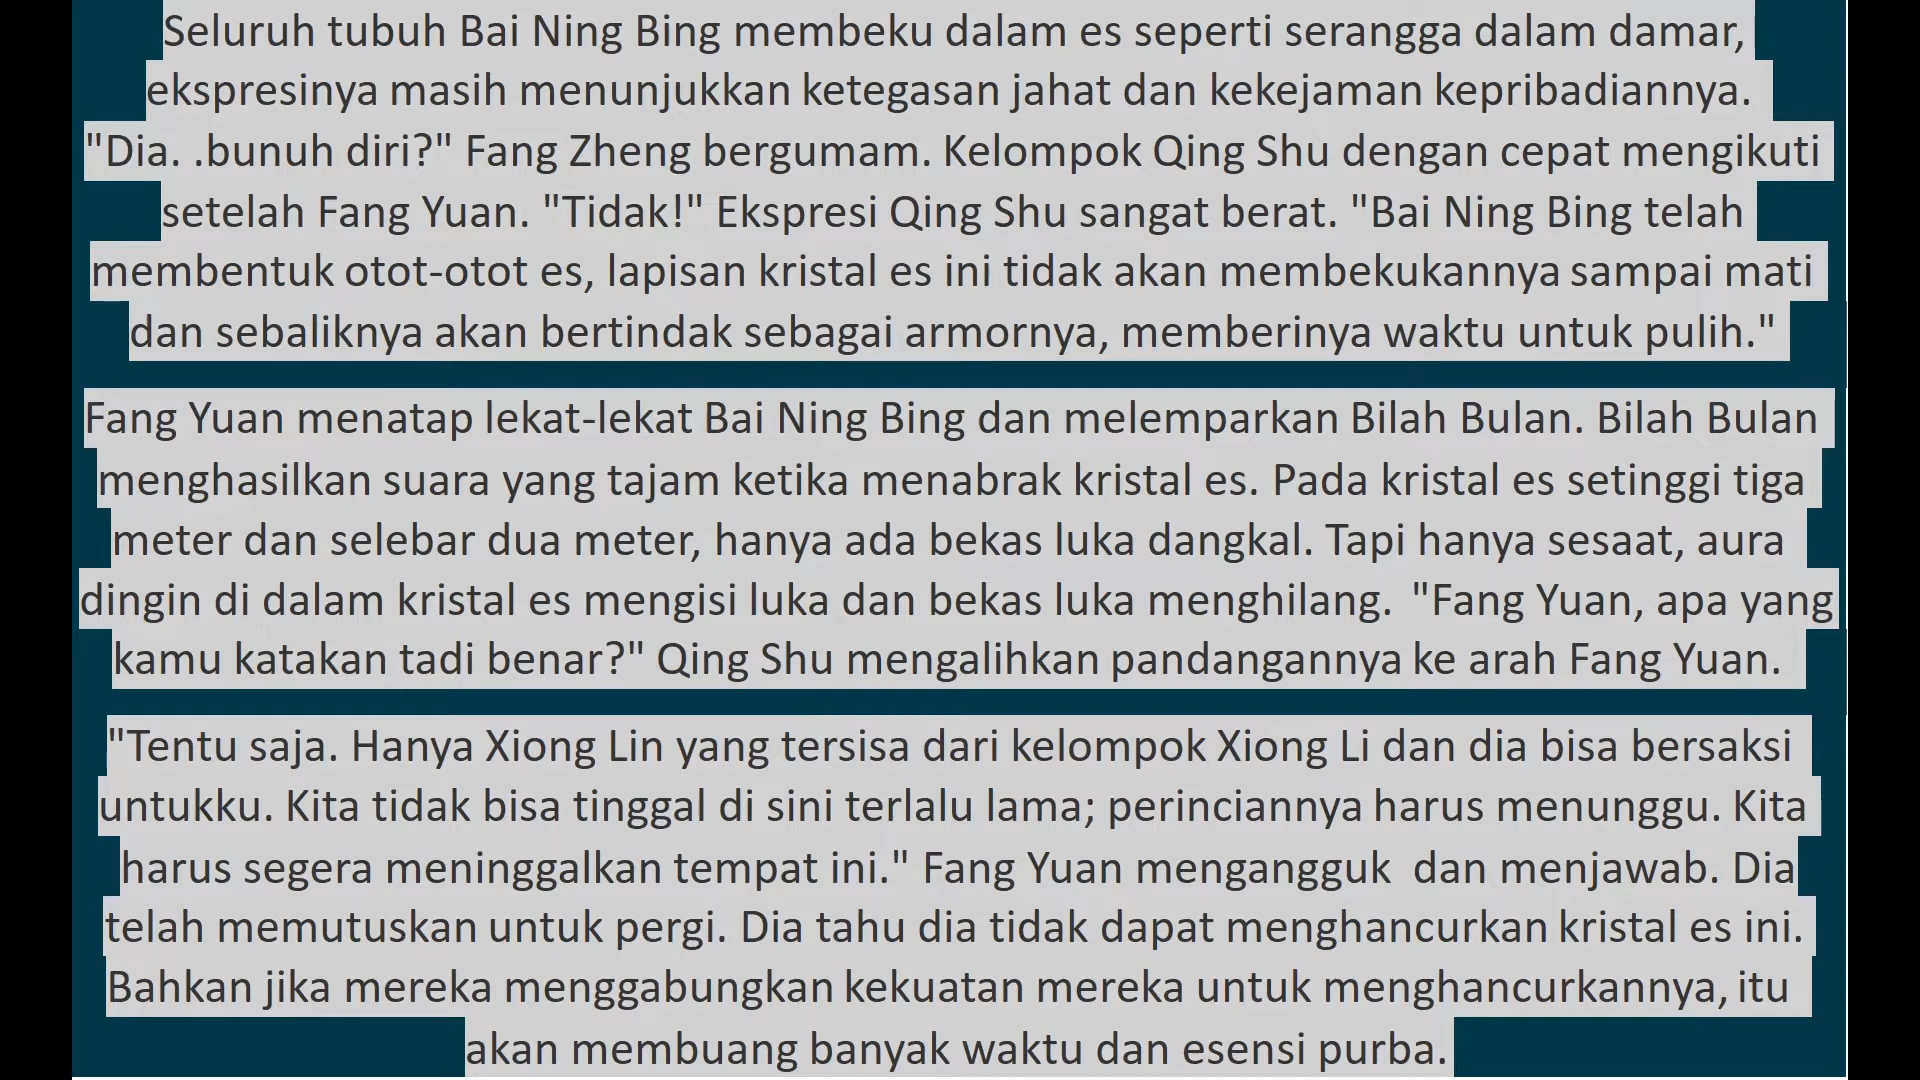 Seluruh tubuh Bai Ning Bing membeku dalam es seperti serangga dalam damar,
ekspresinya masih menunjukkan ketegasan jahat dan kekejaman kepribadiannya.
"Dia. .bunuh diri?" Fang Zheng bergumam. Kelompok Qing Shu dengan cepat mengikuti
setelah Fang Yuan. "Tidak!" Ekspresi Qing Shu sangat berat. "Bai Ning Bing telah
membentuk otot-otot es, lapisan kristal es ini tidak akan membekukannya sampai mati
dan sebaliknya akan bertindak sebagai armornya, memberinya waktu untuk pulih."
Fang Yuan menatap lekat-lekat Bai Ning Bing dan melemparkan Bilah Bulan. Bilah Bulan
menghasilkan suara yang tajam ketika menabrak kristal es. Pada kristal es setinggi tiga
meter dan selebar dua meter, hanya ada bekas luka dangkal. Tapi hanya sesaat, aura
dingin di dalam kristal es mengisi luka dan bekas luka menghilang. "Fang Yuan, apa yang
kamu katakan tadi benar?" Qing Shu mengalihkan pandangannya ke arah Fang Yuan.
"Tentu saja. Hanya Xiong Lin yang tersisa dari kelompok Xiong Li dan dia bisa bersaksi
untukku. Kita tidak bisa tinggal di sini terlalu lama; perinciannya harus menunggu. Kita
harus segera meninggalkan tempat ini." Fang Yuan mengangguk dan menjawab. Dia
telah memutuskan untuk pergi. Dia tahu dia tidak dapat menghancurkan kristal es ini.
Bahkan jika mereka menggabungkan kekuatan mereka untuk menghancurkannya, itu
akan membuang banyak waktu dan esensi purba.